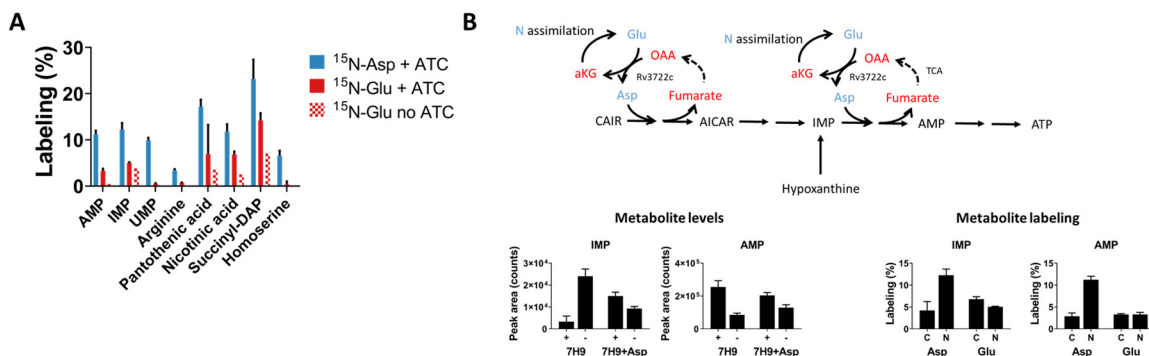 A
Labeling (%)
30
20
10
0
¹⁵N-Asp + ATC
¹⁵N-Glu + ATC
¹⁵N-Glu no ATC
AMP
IMP
UMP
Arginine
Pantothenic acid
Nicotinic acid
Succinyl-DAP
Homoserine
B
N assimilation
Glu
OAA
aKG
Rv3722c
Asp
Fumarate
N assimilation
Glu
OAA
aKG
Rv3722c
TCA
Asp
Fumarate
CAIR
AICAR
IMP
AMP
ATP
Hypoxanthine
Metabolite levels
IMP
Peak area (counts)
3×10⁴
2×10⁴
1×10⁴
0
+ - + -
7H9 7H9+Asp
AMP
Peak area (counts)
4×10⁵
2×10⁵
0
+ - + -
7H9 7H9+Asp
Metabolite labeling
IMP
Labeling (%)
15
10
5
0
C N C N
Asp Glu
AMP
Labeling (%)
15
10
5
0
C N C N
Asp Glu